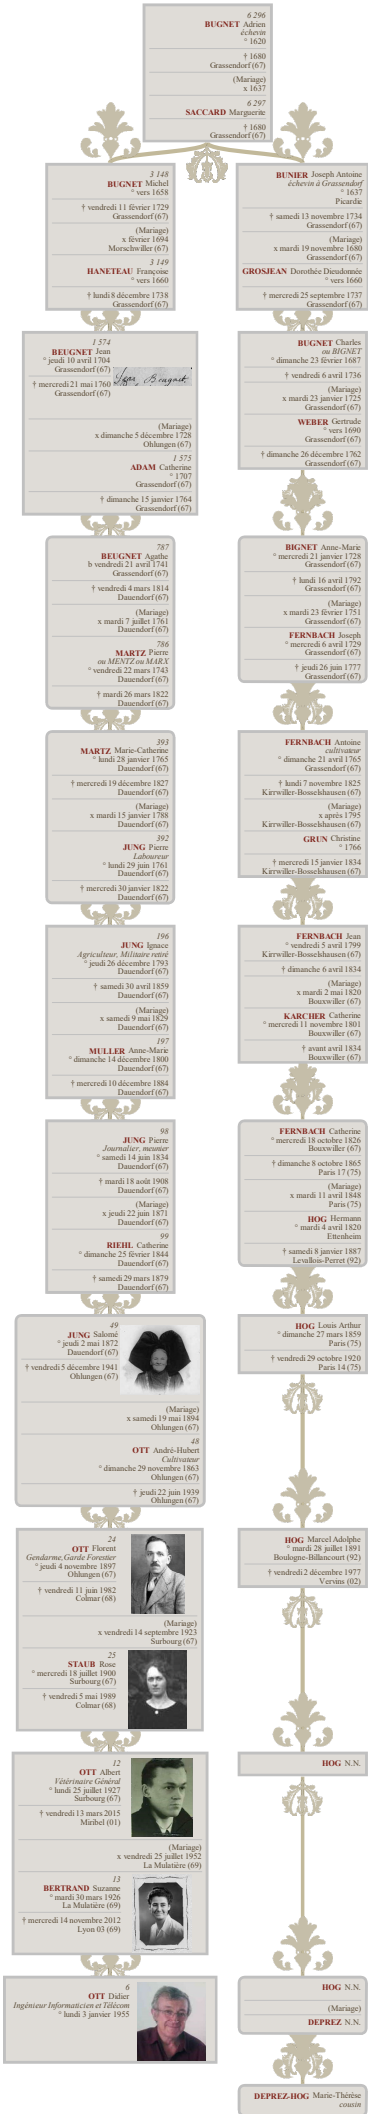 6 296
BUGNET Adrien
échevin
° 1620
† 1680
Grassendorf (67)
(Mariage)
x 1637
6 297
SACCARD Marguerite
† 1680
Grassendorf (67)
3 148
BUGNET Michel
° vers 1658
† vendredi 11 février 1729
Grassendorf (67)
(Mariage)
x février 1694
Morschwiller (67)
3 149
HANETEAU Françoise
° vers 1660
† lundi 8 décembre 1738
Grassendorf (67)
BUNIER Joseph Antoine
échevin à Grassendorf
° 1637
Picardie
† samedi 13 novembre 1734
Grassendorf (67)
(Mariage)
x mardi 19 novembre 1680
Grassendorf (67)
GROSJEAN Dorothée Dieudonnée
° vers 1660
† mercredi 25 septembre 1737
Grassendorf (67)
1 574
BEUGNET Jean
° jeudi 10 avril 1704
Grassendorf (67)
† mercredi 21 mai 1760
Grassendorf (67)
(Mariage)
x dimanche 5 décembre 1728
Ohlungen (67)
1 575
ADAM Catherine
° 1707
Grassendorf (67)
† dimanche 15 janvier 1764
Grassendorf (67)
BUGNET Charles
ou BIGNET
° dimanche 23 février 1687
† vendredi 6 avril 1736
(Mariage)
x mardi 23 janvier 1725
Grassendorf (67)
WEBER Gertrude
° vers 1690
Grassendorf (67)
† dimanche 26 décembre 1762
Grassendorf (67)
787
BEUGNET Agathe
b vendredi 21 avril 1741
Grassendorf (67)
† vendredi 4 mars 1814
Dauendorf (67)
(Mariage)
x mardi 7 juillet 1761
Dauendorf (67)
786
MARTZ Pierre
ou MENTZ ou MARX
° vendredi 22 mars 1743
Dauendorf (67)
† mardi 26 mars 1822
Dauendorf (67)
BIGNET Anne-Marie
° mercredi 21 janvier 1728
Grassendorf (67)
† lundi 16 avril 1792
Grassendorf (67)
(Mariage)
x mardi 23 février 1751
Grassendorf (67)
FERNBACH Joseph
° mercredi 6 avril 1729
Grassendorf (67)
† jeudi 26 juin 1777
Grassendorf (67)
393
MARTZ Marie-Catherine
° lundi 28 janvier 1765
Dauendorf (67)
† mercredi 19 décembre 1827
Dauendorf (67)
(Mariage)
x mardi 15 janvier 1788
Dauendorf (67)
392
JUNG Pierre
Laboureur
° lundi 29 juin 1761
Dauendorf (67)
† mercredi 30 janvier 1822
Dauendorf (67)
FERNBACH Antoine
cultivateur
° dimanche 21 avril 1765
Grassendorf (67)
† lundi 7 novembre 1825
Kirrwiller-Bosselshausen (67)
(Mariage)
x après 1795
Kirrwiller-Bosselshausen (67)
GRUN Christine
° 1766
† mercredi 15 janvier 1834
Kirrwiller-Bosselshausen (67)
196
JUNG Ignace
Agriculteur, Militaire retiré
° jeudi 26 décembre 1793
Dauendorf (67)
† samedi 30 avril 1859
Dauendorf (67)
(Mariage)
x samedi 9 mai 1829
Dauendorf (67)
197
MULLER Anne-Marie
° dimanche 14 décembre 1800
Dauendorf (67)
† mercredi 10 décembre 1884
Dauendorf (67)
FERNBACH Jean
° vendredi 5 avril 1799
Kirrwiller-Bosselshausen (67)
† dimanche 6 avril 1834
(Mariage)
x mardi 2 mai 1820
Bouxwiller (67)
KARCHER Catherine
° mercredi 11 novembre 1801
Bouxwiller (67)
† avant avril 1834
Bouxwiller (67)
98
JUNG Pierre
Journalier, meunier
° samedi 14 juin 1834
Dauendorf (67)
† mardi 18 août 1908
Dauendorf (67)
(Mariage)
x jeudi 22 juin 1871
Dauendorf (67)
99
RIEHL Catherine
° dimanche 25 février 1844
Dauendorf (67)
† samedi 29 mars 1879
Dauendorf (67)
FERNBACH Catherine
° mercredi 18 octobre 1826
Bouxwiller (67)
† dimanche 8 octobre 1865
Paris 17 (75)
(Mariage)
x mardi 11 avril 1848
Paris (75)
HOG Hermann
° mardi 4 avril 1820
Ettenheim
† samedi 8 janvier 1887
Levallois-Perret (92)
49
JUNG Salomé
° jeudi 2 mai 1872
Dauendorf (67)
† vendredi 5 décembre 1941
Ohlungen (67)
(Mariage)
x samedi 19 mai 1894
Ohlungen (67)
48
OTT André-Hubert
Cultivateur
° dimanche 29 novembre 1863
Ohlungen (67)
† jeudi 22 juin 1939
Ohlungen (67)
HOG Louis Arthur
° dimanche 27 mars 1859
Paris (75)
† vendredi 29 octobre 1920
Paris 14 (75)
24
OTT Florent
Gendarme, Garde Forestier
° jeudi 4 novembre 1897
Ohlungen (67)
† vendredi 11 juin 1982
Colmar (68)
(Mariage)
x vendredi 14 septembre 1923
Surbourg (67)
25
STAUB Rose
° mercredi 18 juillet 1900
Surbourg (67)
† vendredi 5 mai 1989
Colmar (68)
HOG Marcel Adolphe
° mardi 28 juillet 1891
Boulogne-Billancourt (92)
† vendredi 2 décembre 1977
Vervins (02)
12
OTT Albert
Vétérinaire Général
° lundi 25 juillet 1927
Surbourg (67)
† vendredi 13 mars 2015
Miribel (01)
(Mariage)
x vendredi 25 juillet 1952
La Mulatière (69)
13
BERTRAND Suzanne
° mardi 30 mars 1926
La Mulatière (69)
† mercredi 14 novembre 2012
Lyon 03 (69)
HOG N.N.
6
OTT Didier
Ingénieur Informaticien et Télécom
° lundi 3 janvier 1955
HOG N.N.
(Mariage)
DEPREZ N.N.
DEPREZ-HOG Marie-Thérèse
cousin